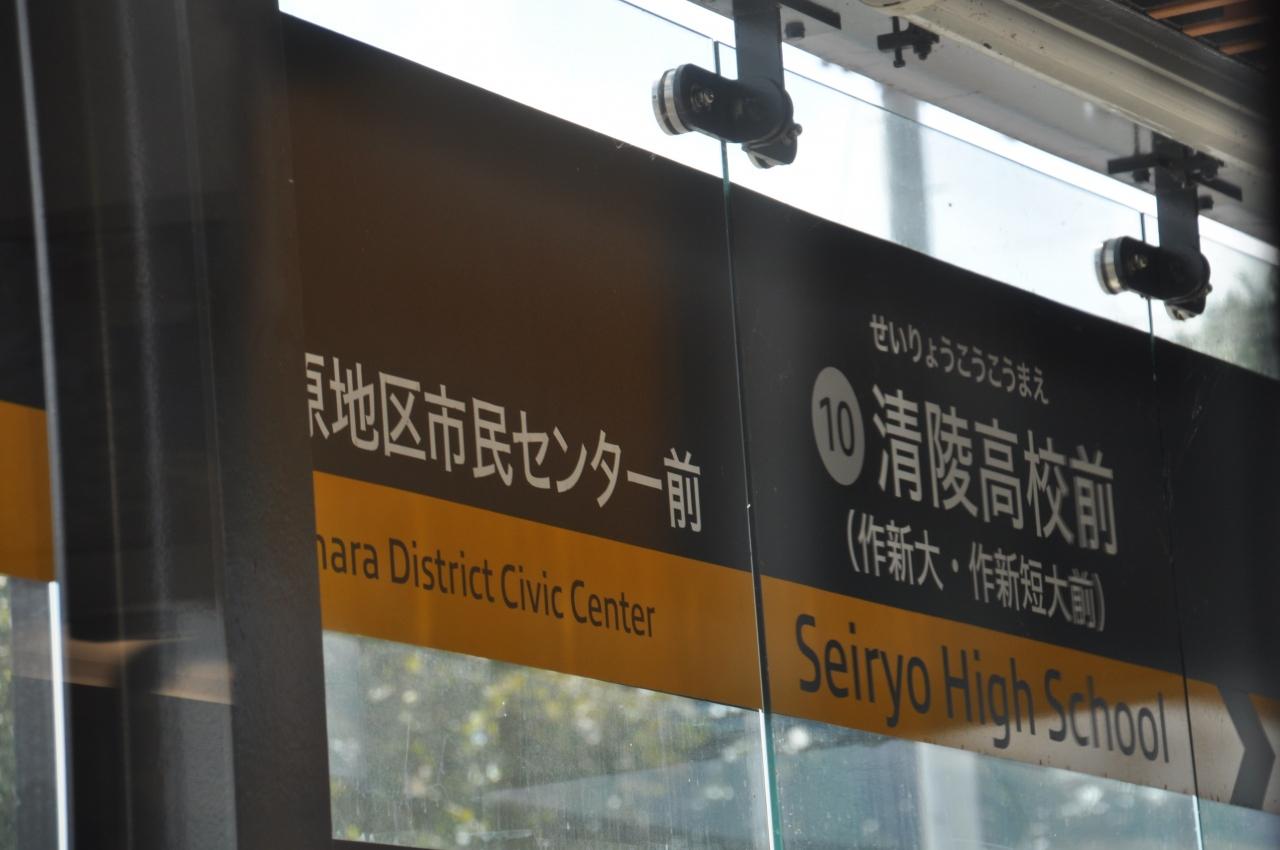 原地区市民センター前
hara District Civic Center
せいりょうこうこうまえ
10 清陵高校前
(作新大・作新短大前)
Seiryo High School